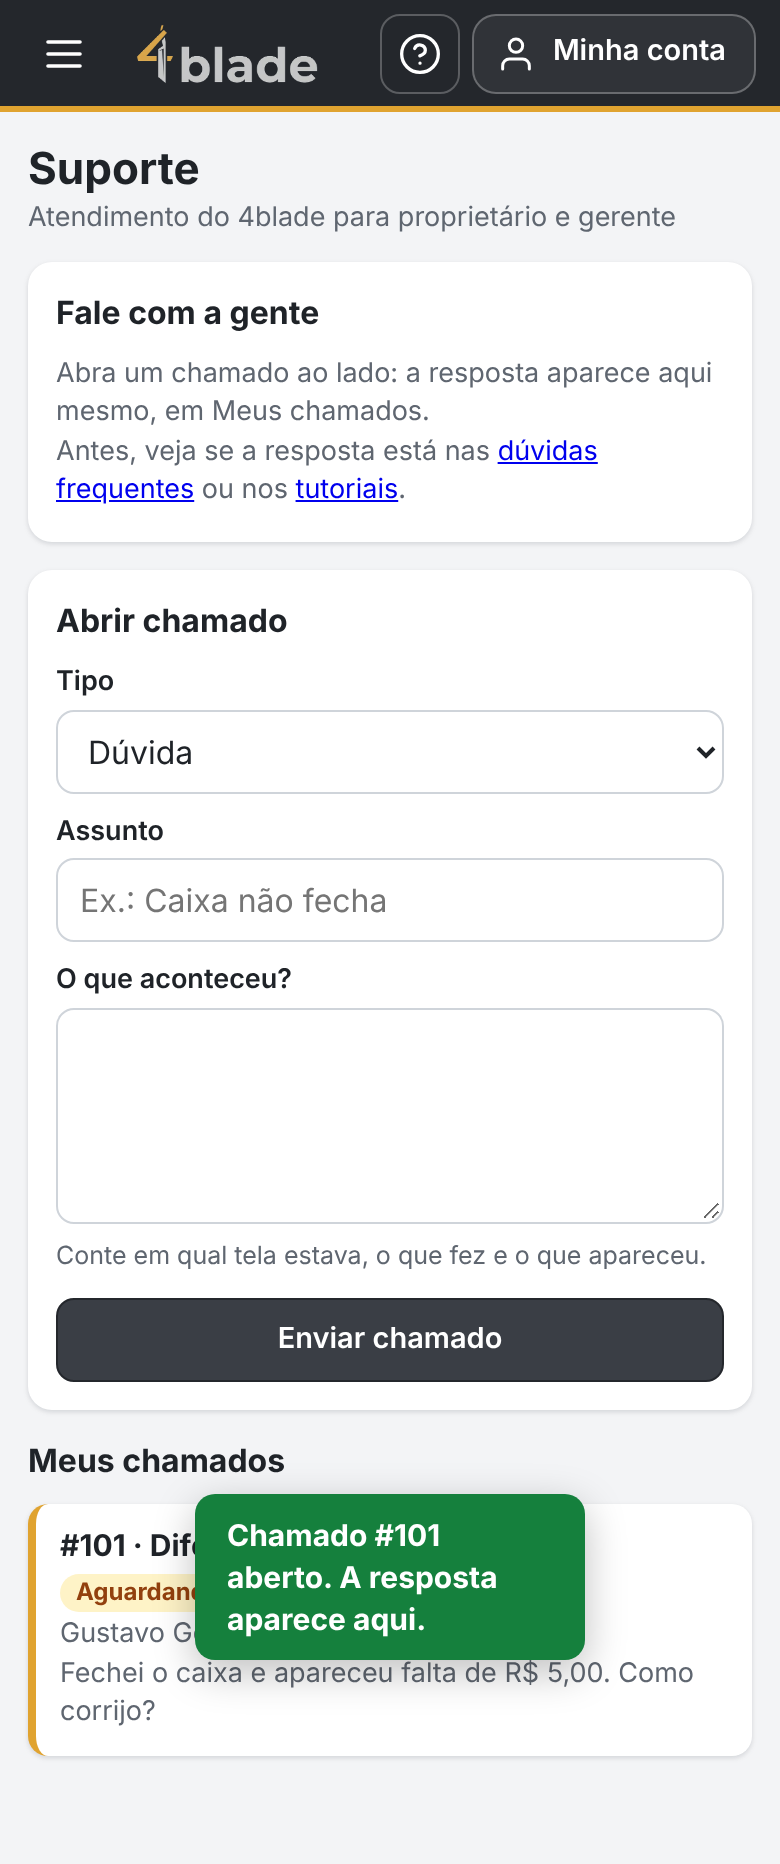 4blade
Minha conta
Suporte
Atendimento do 4blade para proprietário e gerente
Fale com a gente
Abra um chamado ao lado: a resposta aparece aqui
mesmo, em Meus chamados.
Antes, veja se a resposta está nas dúvidas
frequentes ou nos tutoriais.
Abrir chamado
Tipo
Dúvida
Assunto
Ex.: Caixa não fecha
O que aconteceu?
Conte em qual tela estava, o que fez e o que apareceu.
Enviar chamado
Meus chamados
#101 ·
Chamado #101
aberto. A resposta
aparece aqui.
Gustavo
Fechei o caixa e apareceu falta de R$ 5,00. Como
corrijo?